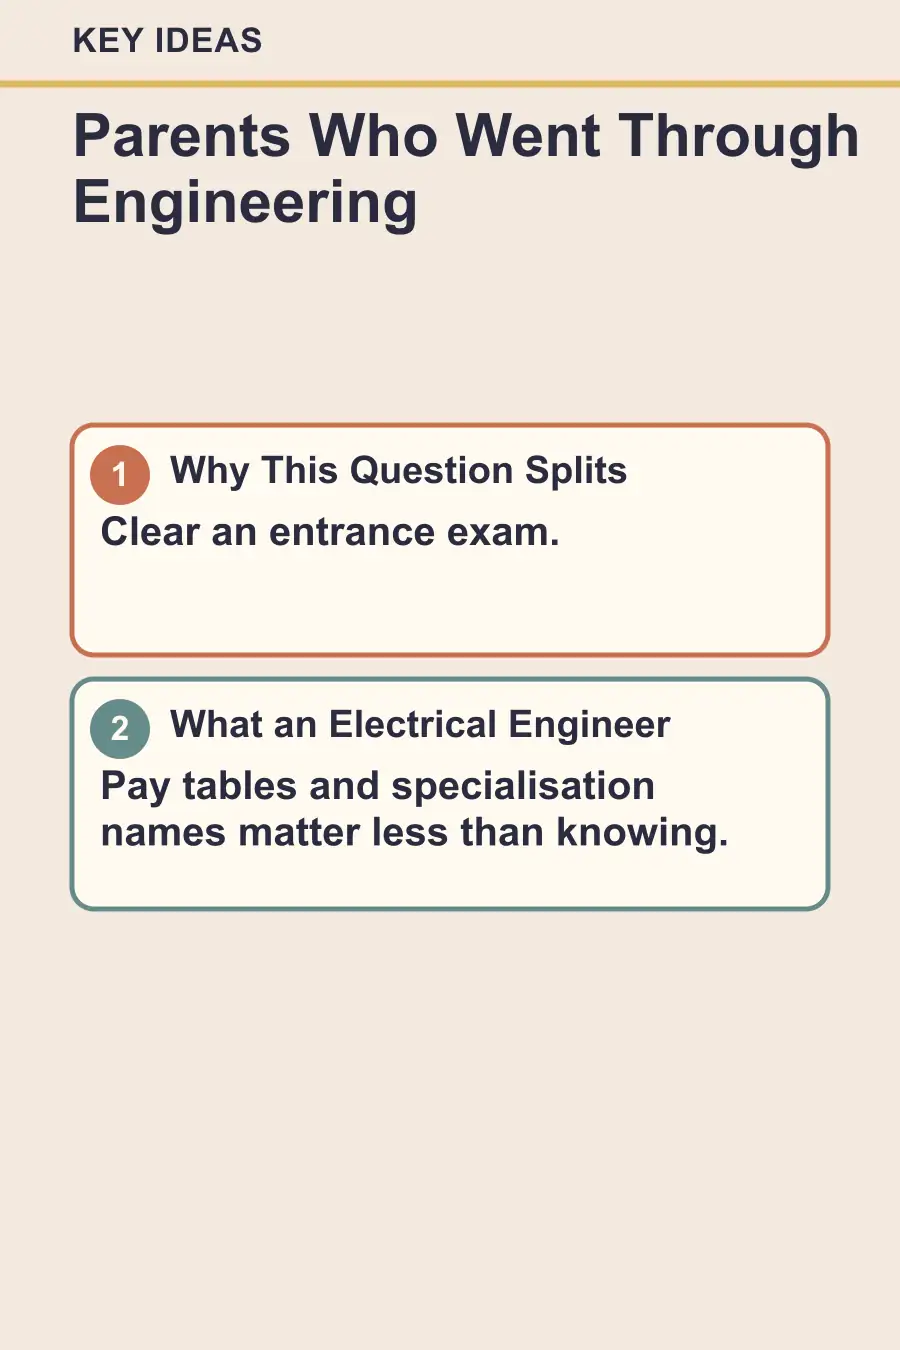 KEY IDEAS
Parents Who Went Through
Engineering
1 Why This Question Splits
Clear an entrance exam.
2 What an Electrical Engineer
Pay tables and specialisation
names matter less than knowing.